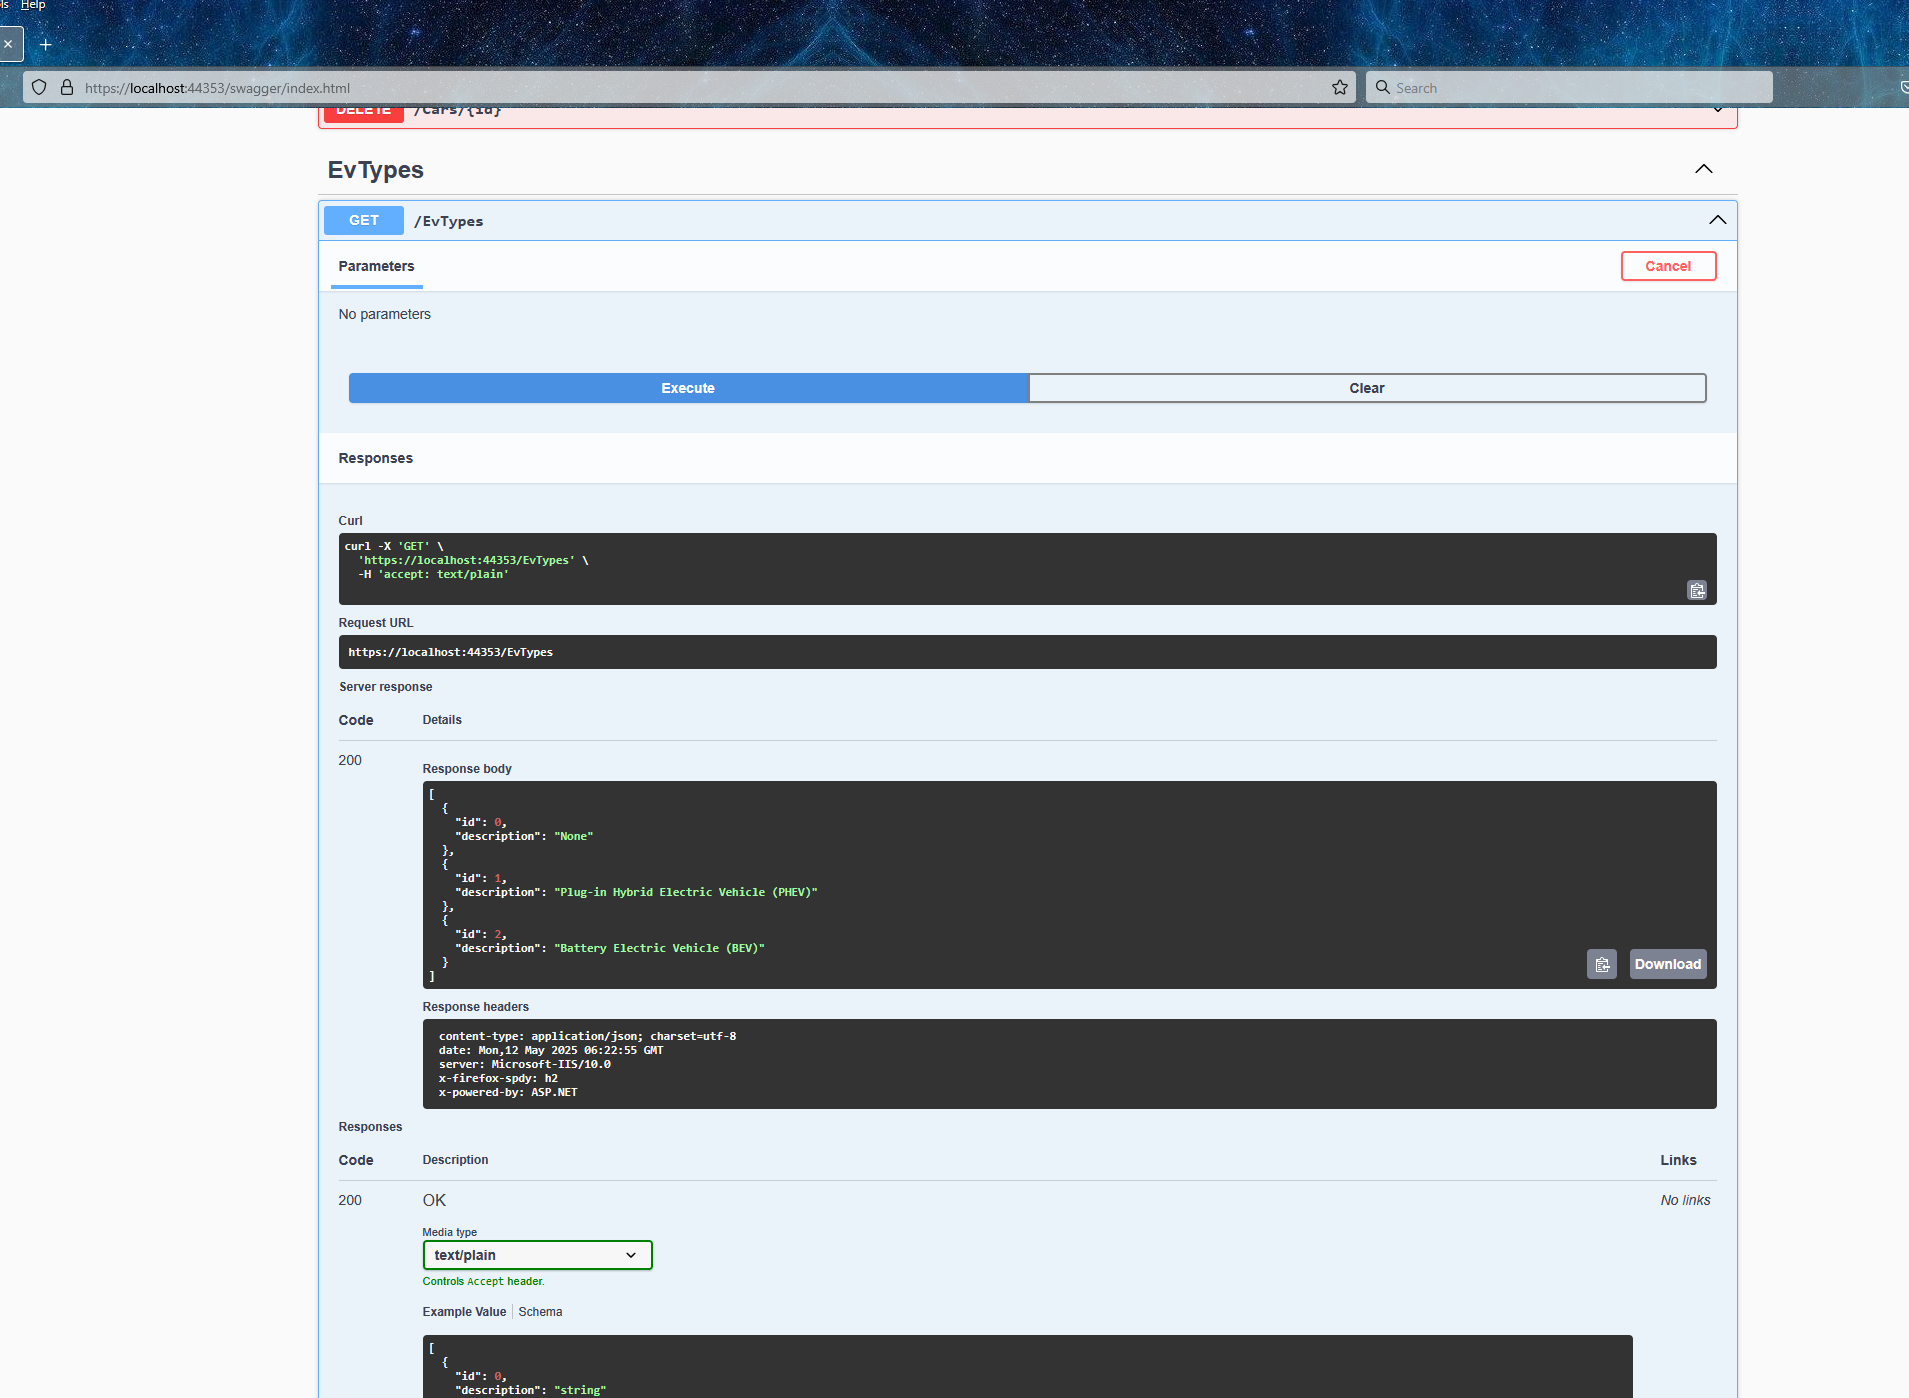 ls Help
https://localhost:44353/swagger/index.html
Search
DELETE /Cars/{id}
EvTypes
GET /EvTypes
Parameters
Cancel
No parameters
Execute
Clear
Responses
Curl
curl -X 'GET' \
'https://localhost:44353/EvTypes' \
-H 'accept: text/plain'
Request URL
https://localhost:44353/EvTypes
Server response
Code Details
200
Response body
[
{
"id": 0,
"description": "None"
},
{
"id": 1,
"description": "Plug-in Hybrid Electric Vehicle (PHEV)"
},
{
"id": 2,
"description": "Battery Electric Vehicle (BEV)"
}
]
Download
Response headers
content-type: application/json; charset=utf-8
date: Mon,12 May 2025 06:22:55 GMT
server: Microsoft-IIS/10.0
x-firefox-spdy: h2
x-powered-by: ASP.NET
Responses
Code Description Links
200 OK No links
Media type
text/plain
Controls Accept header.
Example Value Schema
[
{
"id": 0,
"description": "string"